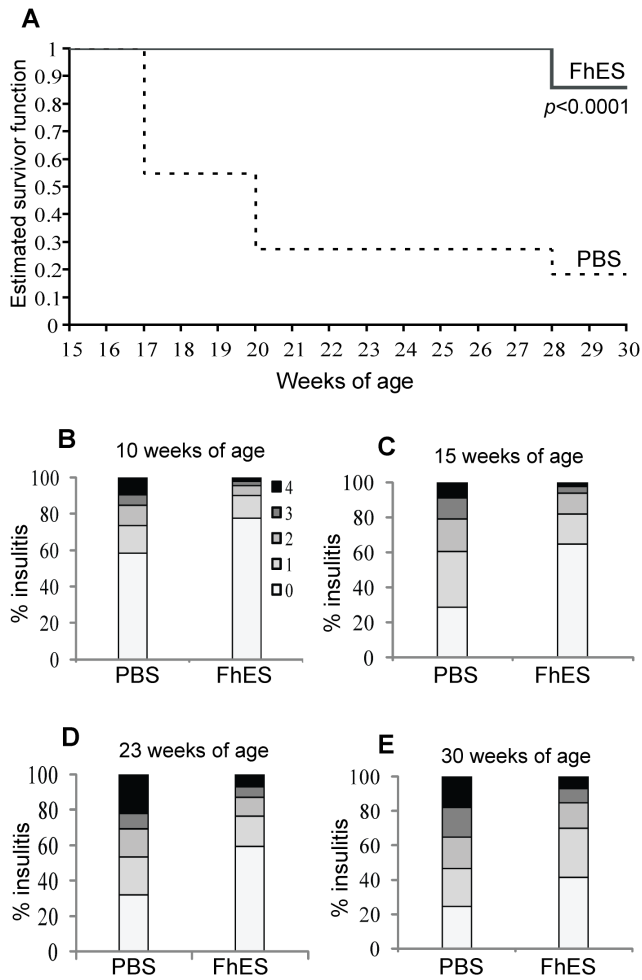 A
Estimated survivor function
1
0.9
0.8
0.7
0.6
0.5
0.4
0.3
0.2
0.1
0
FhES
p<0.0001
PBS
15 16 17 18 19 20 21 22 23 24 25 26 27 28 29 30
Weeks of age
B
10 weeks of age
% insulitis
100
80
60
40
20
0
4
3
2
1
0
PBS FhES
C
15 weeks of age
% insulitis
100
80
60
40
20
0
PBS FhES
D
23 weeks of age
% insulitis
100
80
60
40
20
0
PBS FhES
E
30 weeks of age
% insulitis
100
80
60
40
20
0
PBS FhES